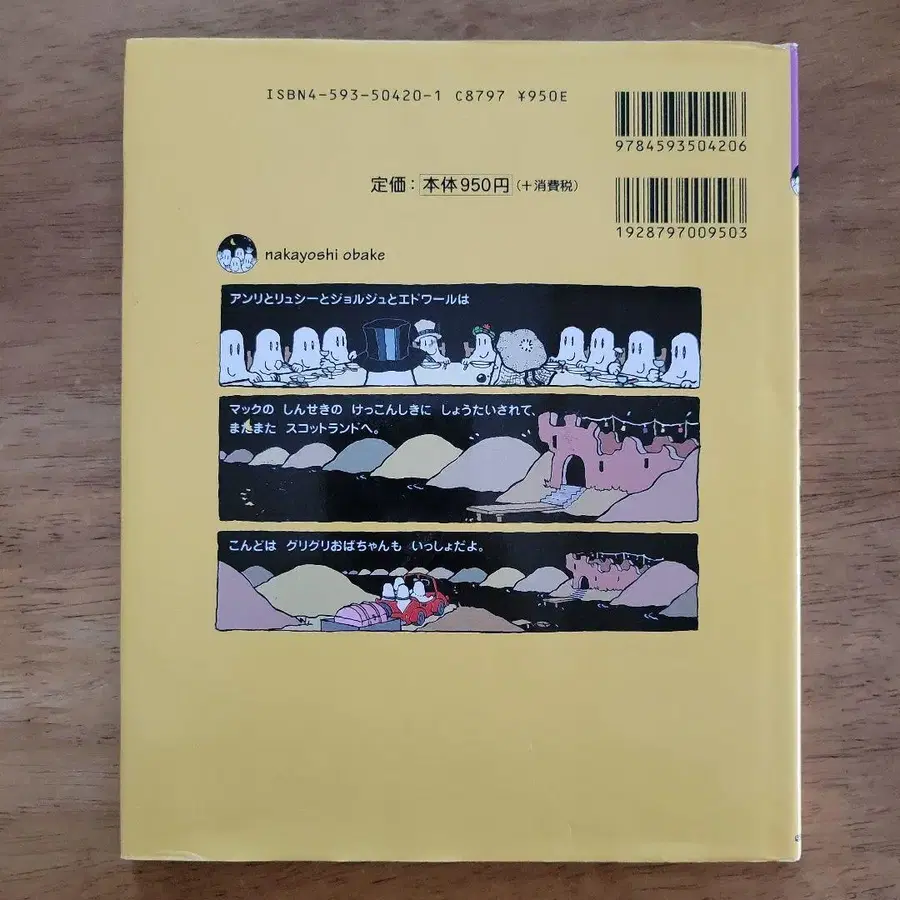 ISBN4-593-50420-1 C8797 ¥950E
9784593504206
定価：本体950円（＋消費税）
1928797009503
nakayoshi obake
アンリとリュシーとジョルジュとエドワールは
マックの しんせきの けっこんしきに しょうたいされて、
またまた スコットランドへ。
こんどは グリグリおばちゃんも いっしょだよ。